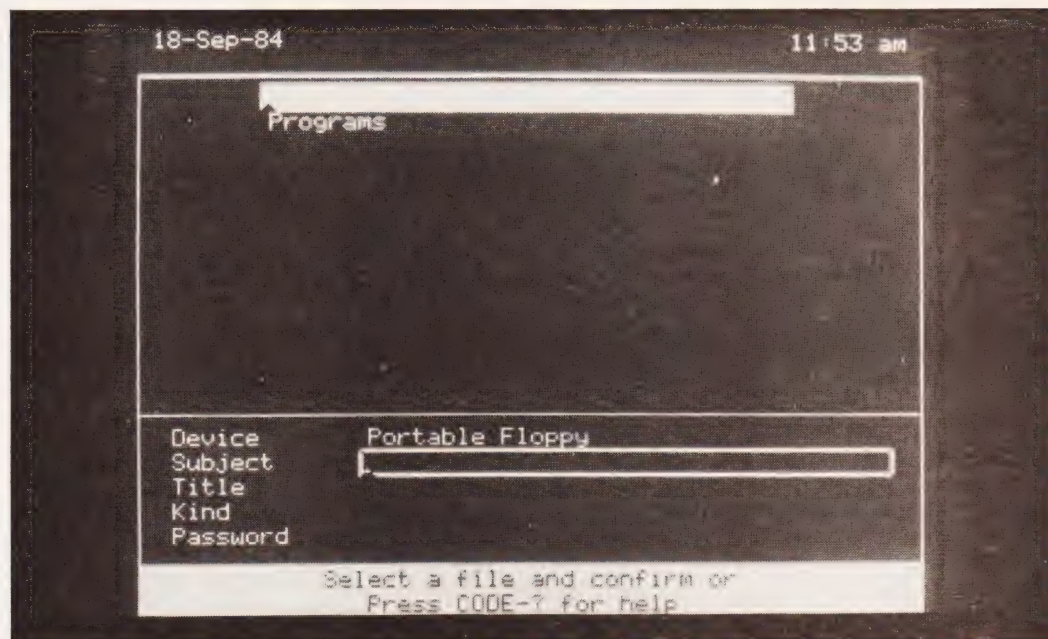 18-Sep-84 11:53 am
Programs
Device Portable Floppy
Subject
Title
Kind
Password
Select a file and confirm or
Press CODE-? for help